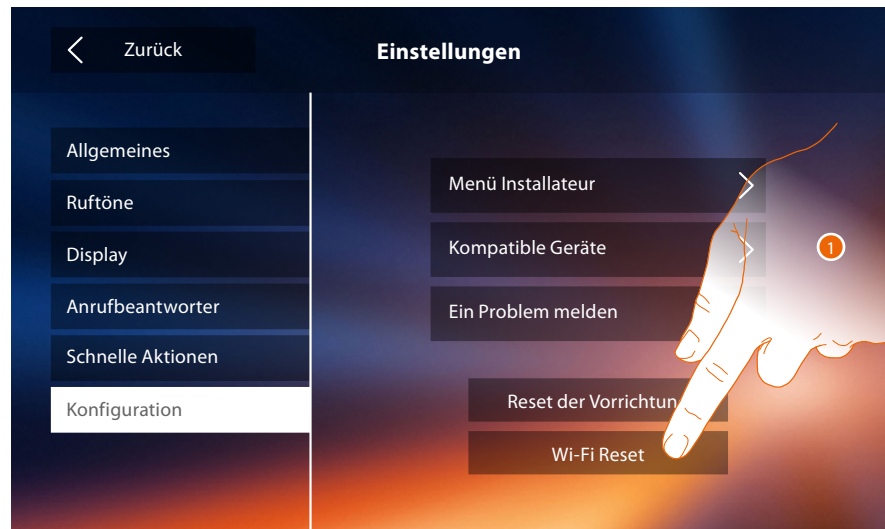 Zurück
Einstellungen
Allgemeines
Ruftöne
Display
Anrufbeantworter
Schnelle Aktionen
Konfiguration
Menü Installateur
Kompatible Geräte
Ein Problem melden
Reset der Vorrichtun
Wi-Fi Reset
1